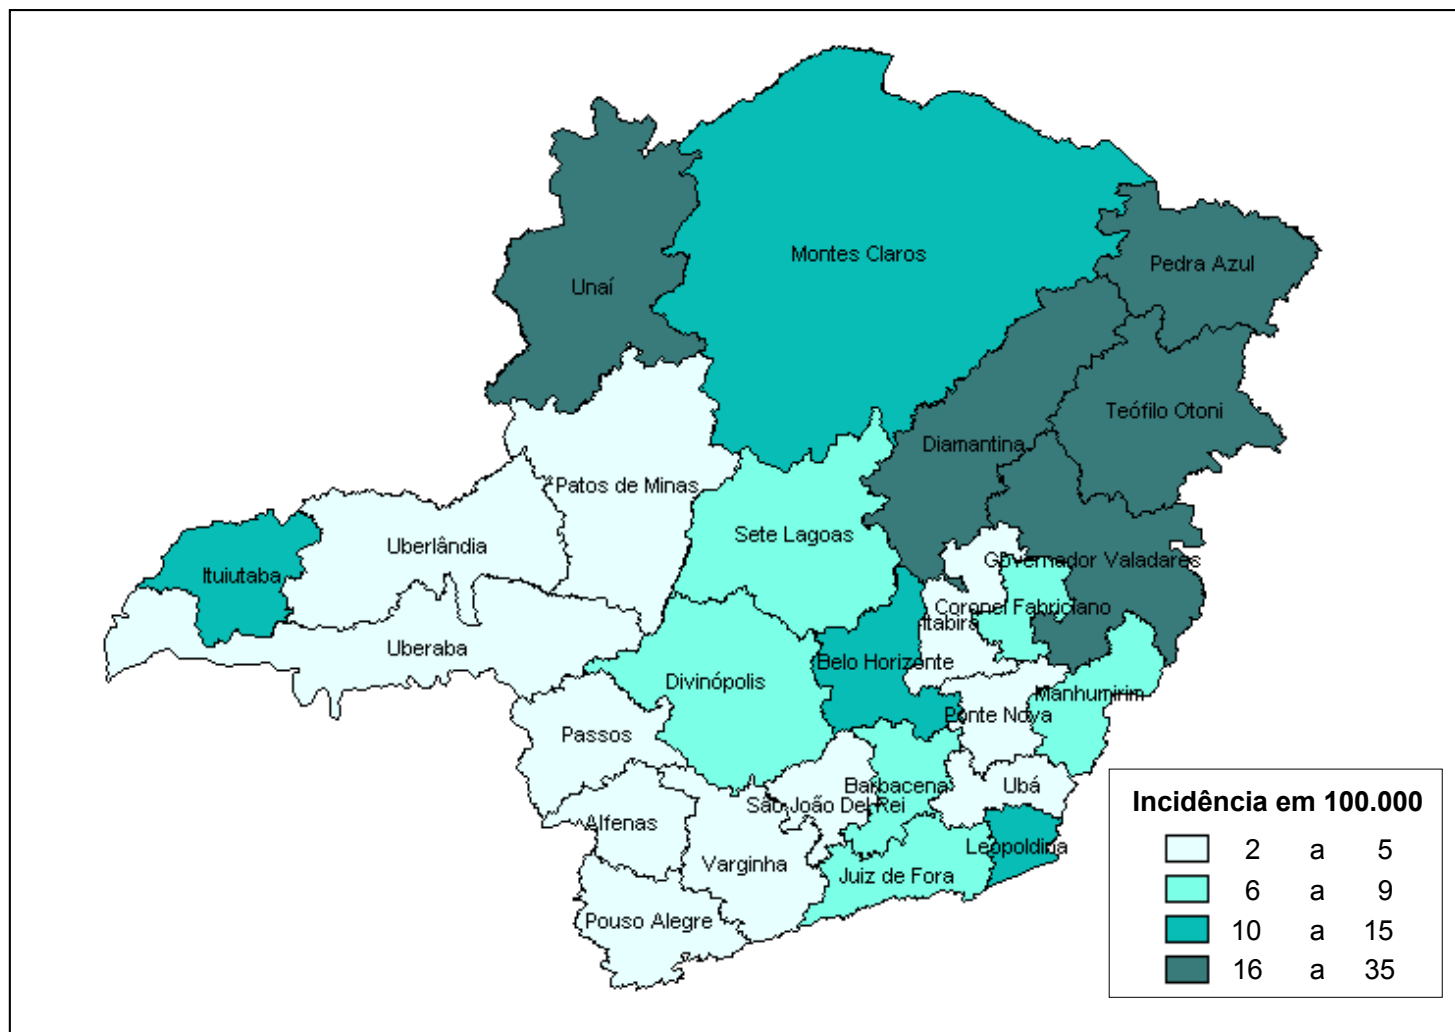 Montes Claros
Pedra Azul
Unaí
Teófilo Otoni
Diamantina
Patos de Minas
Sete Lagoas
Uberlândia
Governador Valadares
Ituiutaba
Coronel Fabriciano
Itabira
Uberaba
Belo Horizonte
Divinópolis
Manhumirim
Ponte Nova
Passos
Barbacena
Ubá
São João Del Rei
Alfenas
Leopoldina
Varginha
Juiz de Fora
Pouso Alegre
Incidência em 100.000
2 a 5
6 a 9
10 a 15
16 a 35